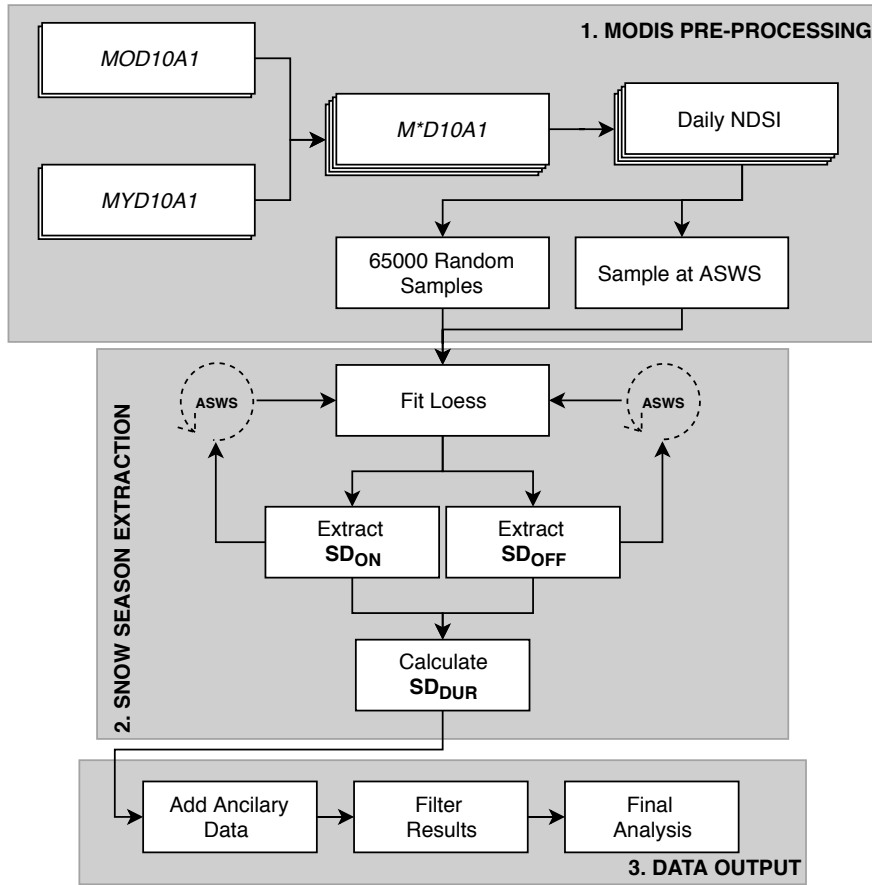 1. MODIS PRE-PROCESSING
MOD10A1
MYD10A1
M*D10A1
Daily NDSI
65000 Random
Samples
Sample at ASWS
2. SNOW SEASON EXTRACTION
ASWS
Fit Loess
ASWS
Extract
SDON
Extract
SDOFF
Calculate
SDDUR
Add Ancilary
Data
Filter
Results
Final
Analysis
3. DATA OUTPUT